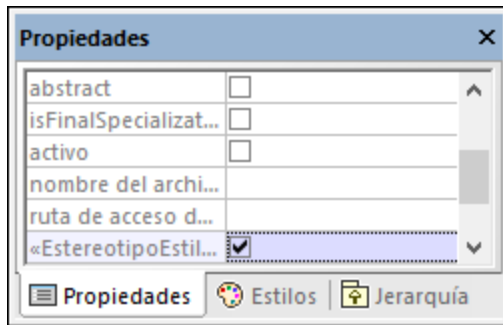 Propiedades
abstract
isFinalSpecializat...
activo
nombre del archi...
ruta de acceso d...
«EstereotipoEstil...
Propiedades Estilos Jerarquía